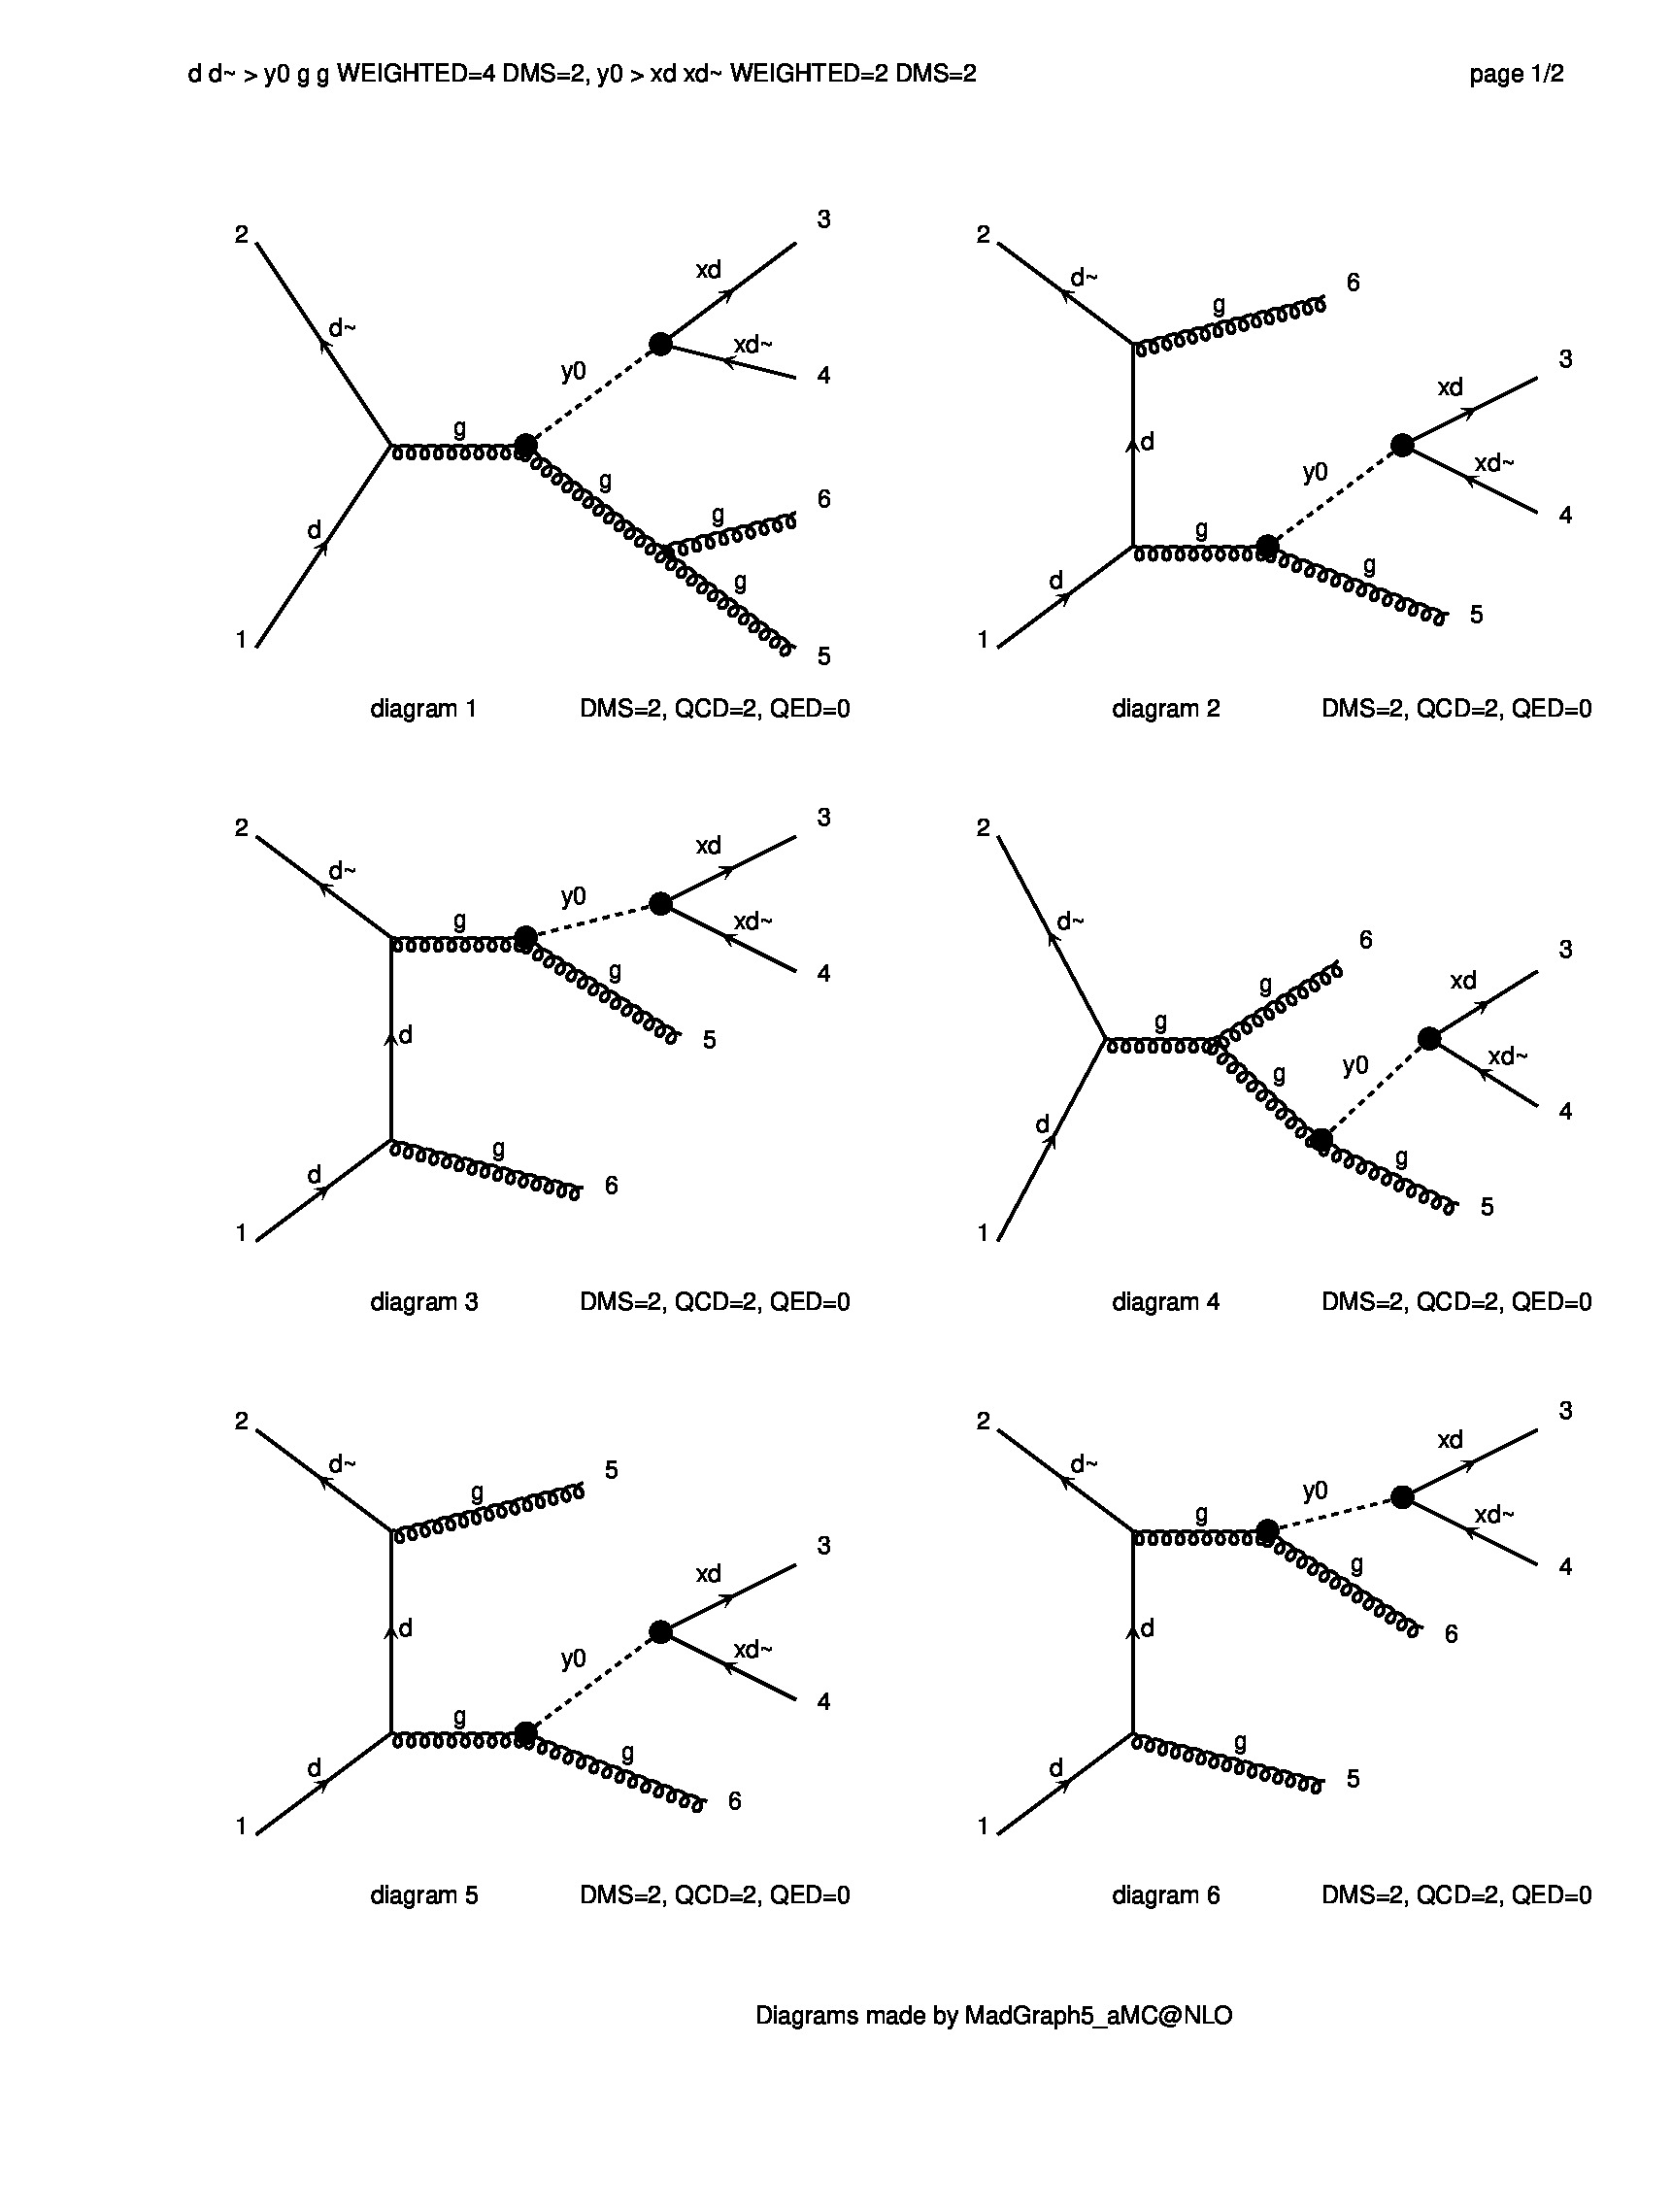 d d~ > y0 g g WEIGHTED=4 DMS=2, y0 > xd xd~ WEIGHTED=2 DMS=2 page 1/2
2 d~ d 1 g y0 xd 3 xd~ 4 g g 6 g 5
diagram 1 DMS=2, QCD=2, QED=0
2 d~ g 6 d d 1 g y0 xd 3 xd~ 4 g 5
diagram 2 DMS=2, QCD=2, QED=0
2 d~ g y0 xd 3 xd~ 4 g 5 d d 1 g 6
diagram 3 DMS=2, QCD=2, QED=0
2 d~ d 1 g g 6 g y0 xd 3 xd~ 4 g 5
diagram 4 DMS=2, QCD=2, QED=0
2 d~ g 5 d d 1 g y0 xd 3 xd~ 4 g 6
diagram 5 DMS=2, QCD=2, QED=0
2 d~ g y0 xd 3 xd~ 4 g 6 d d 1 g 5
diagram 6 DMS=2, QCD=2, QED=0
Diagrams made by MadGraph5_aMC@NLO